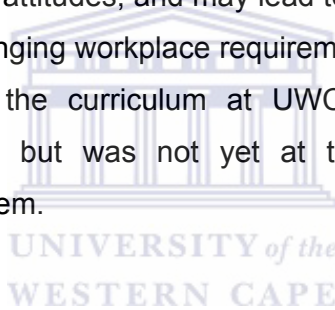 attitudes, and may lead to
nging workplace requirem
the curriculum at UWC
but was not yet at t
em.
UNIVERSITY of the
WESTERN CAPE